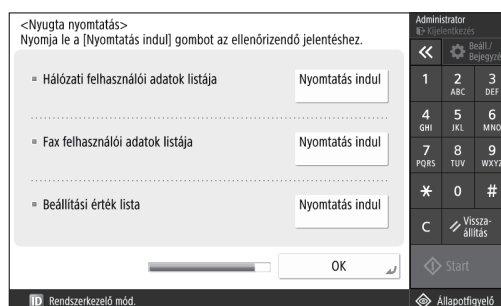 <Nyugta nyomtatás>
Nyomja le a [Nyomtatás indul] gombot az ellenőrizendő jelentéshez.
Hálózati felhasználói adatok listája
Nyomtatás indul
Fax felhasználói adatok listája
Nyomtatás indul
Beállítási érték lista
Nyomtatás indul
OK
ID Rendszerkezelő mód.
Administrator
Kijelentkezés
Beáll./
Bejegyzé
1 2 3
ABC DEF
4 5 6
GHI JKL MNO
7 8 9
PQRS TUV WXYZ
* 0 #
C Vissza-
állítás
Start
Állapotfigyelő